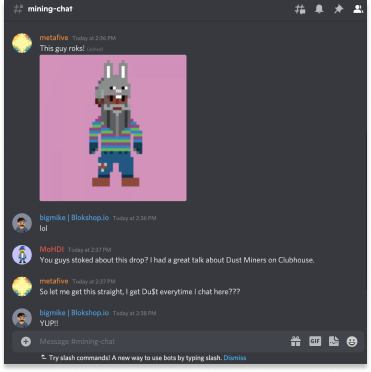 # mining-chat
metafive Today at 2:36 PM
This guy roks! (edited)
bigmike | Blokshop.io Today at 2:36 PM
lol
MoHDI Today at 2:37 PM
You guys stoked about this drop? I had a great talk about Dust Miners on Clubhouse.
metafive Today at 2:37 PM
So let me get this straight, I get Du$t everytime I chat here???
bigmike | Blokshop.io Today at 2:38 PM
YUP!!
Message #mining-chat
GIF
Try slash commands! A new way to use bots by typing slash. Dismiss